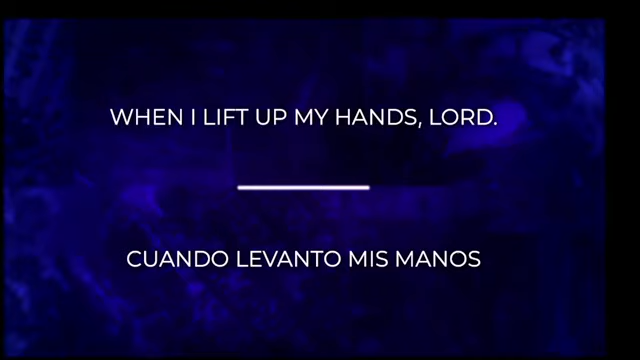 WHEN I LIFT UP MY HANDS, LORD.
CUANDO LEVANTO MIS MANOS